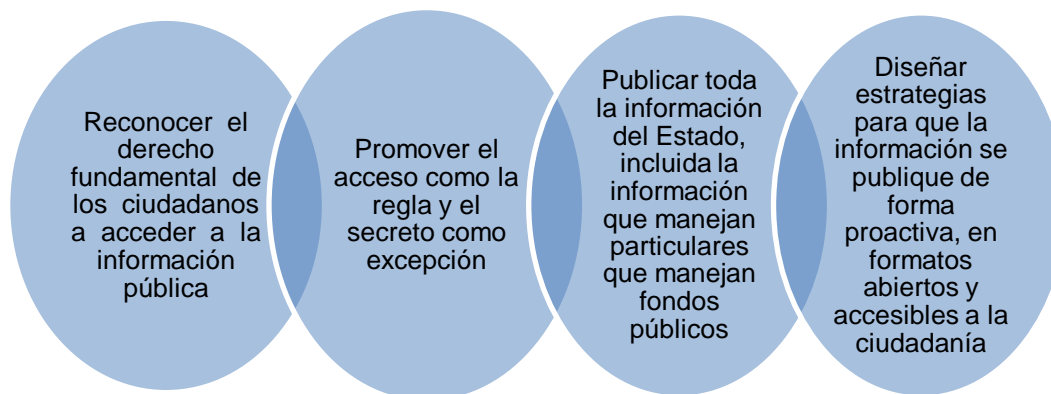 Reconocer el
derecho
fundamental de
los ciudadanos
a acceder a la
información
pública
Promover el
acceso como la
regla y el
secreto como
excepción
Publicar toda
la información
del Estado,
incluida la
información
que manejan
particulares
que manejan
fondos
públicos
Diseñar
estrategias
para que la
información se
publique de
forma
proactiva, en
formatos
abiertos y
accesibles a la
ciudadanía